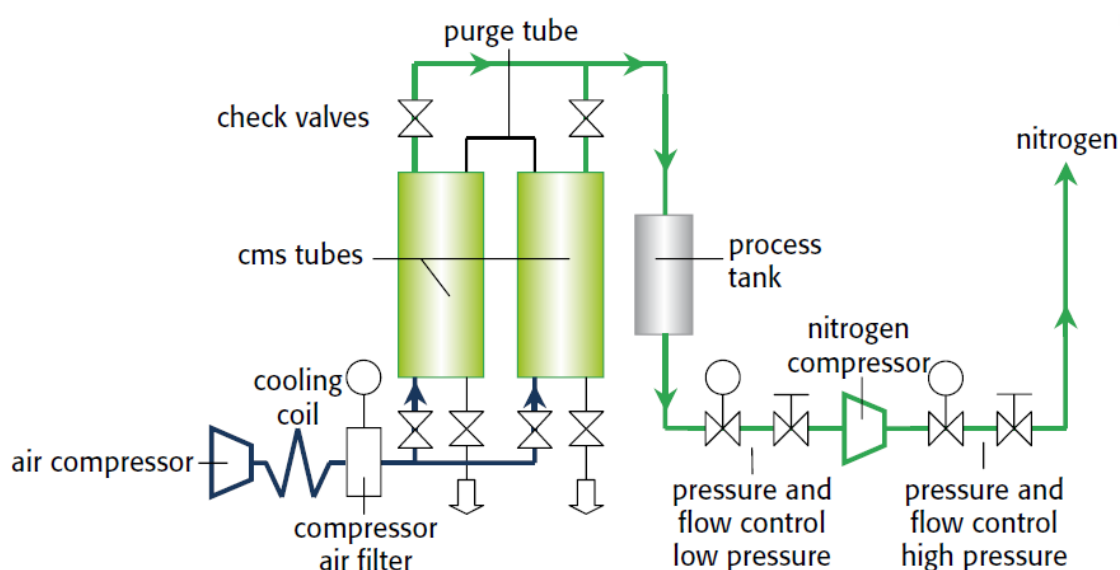 purge tube
check valves
nitrogen
cms tubes
process
tank
nitrogen
compressor
cooling
coil
air compressor
compressor
air filter
pressure and
flow control
low pressure
pressure and
flow control
high pressure